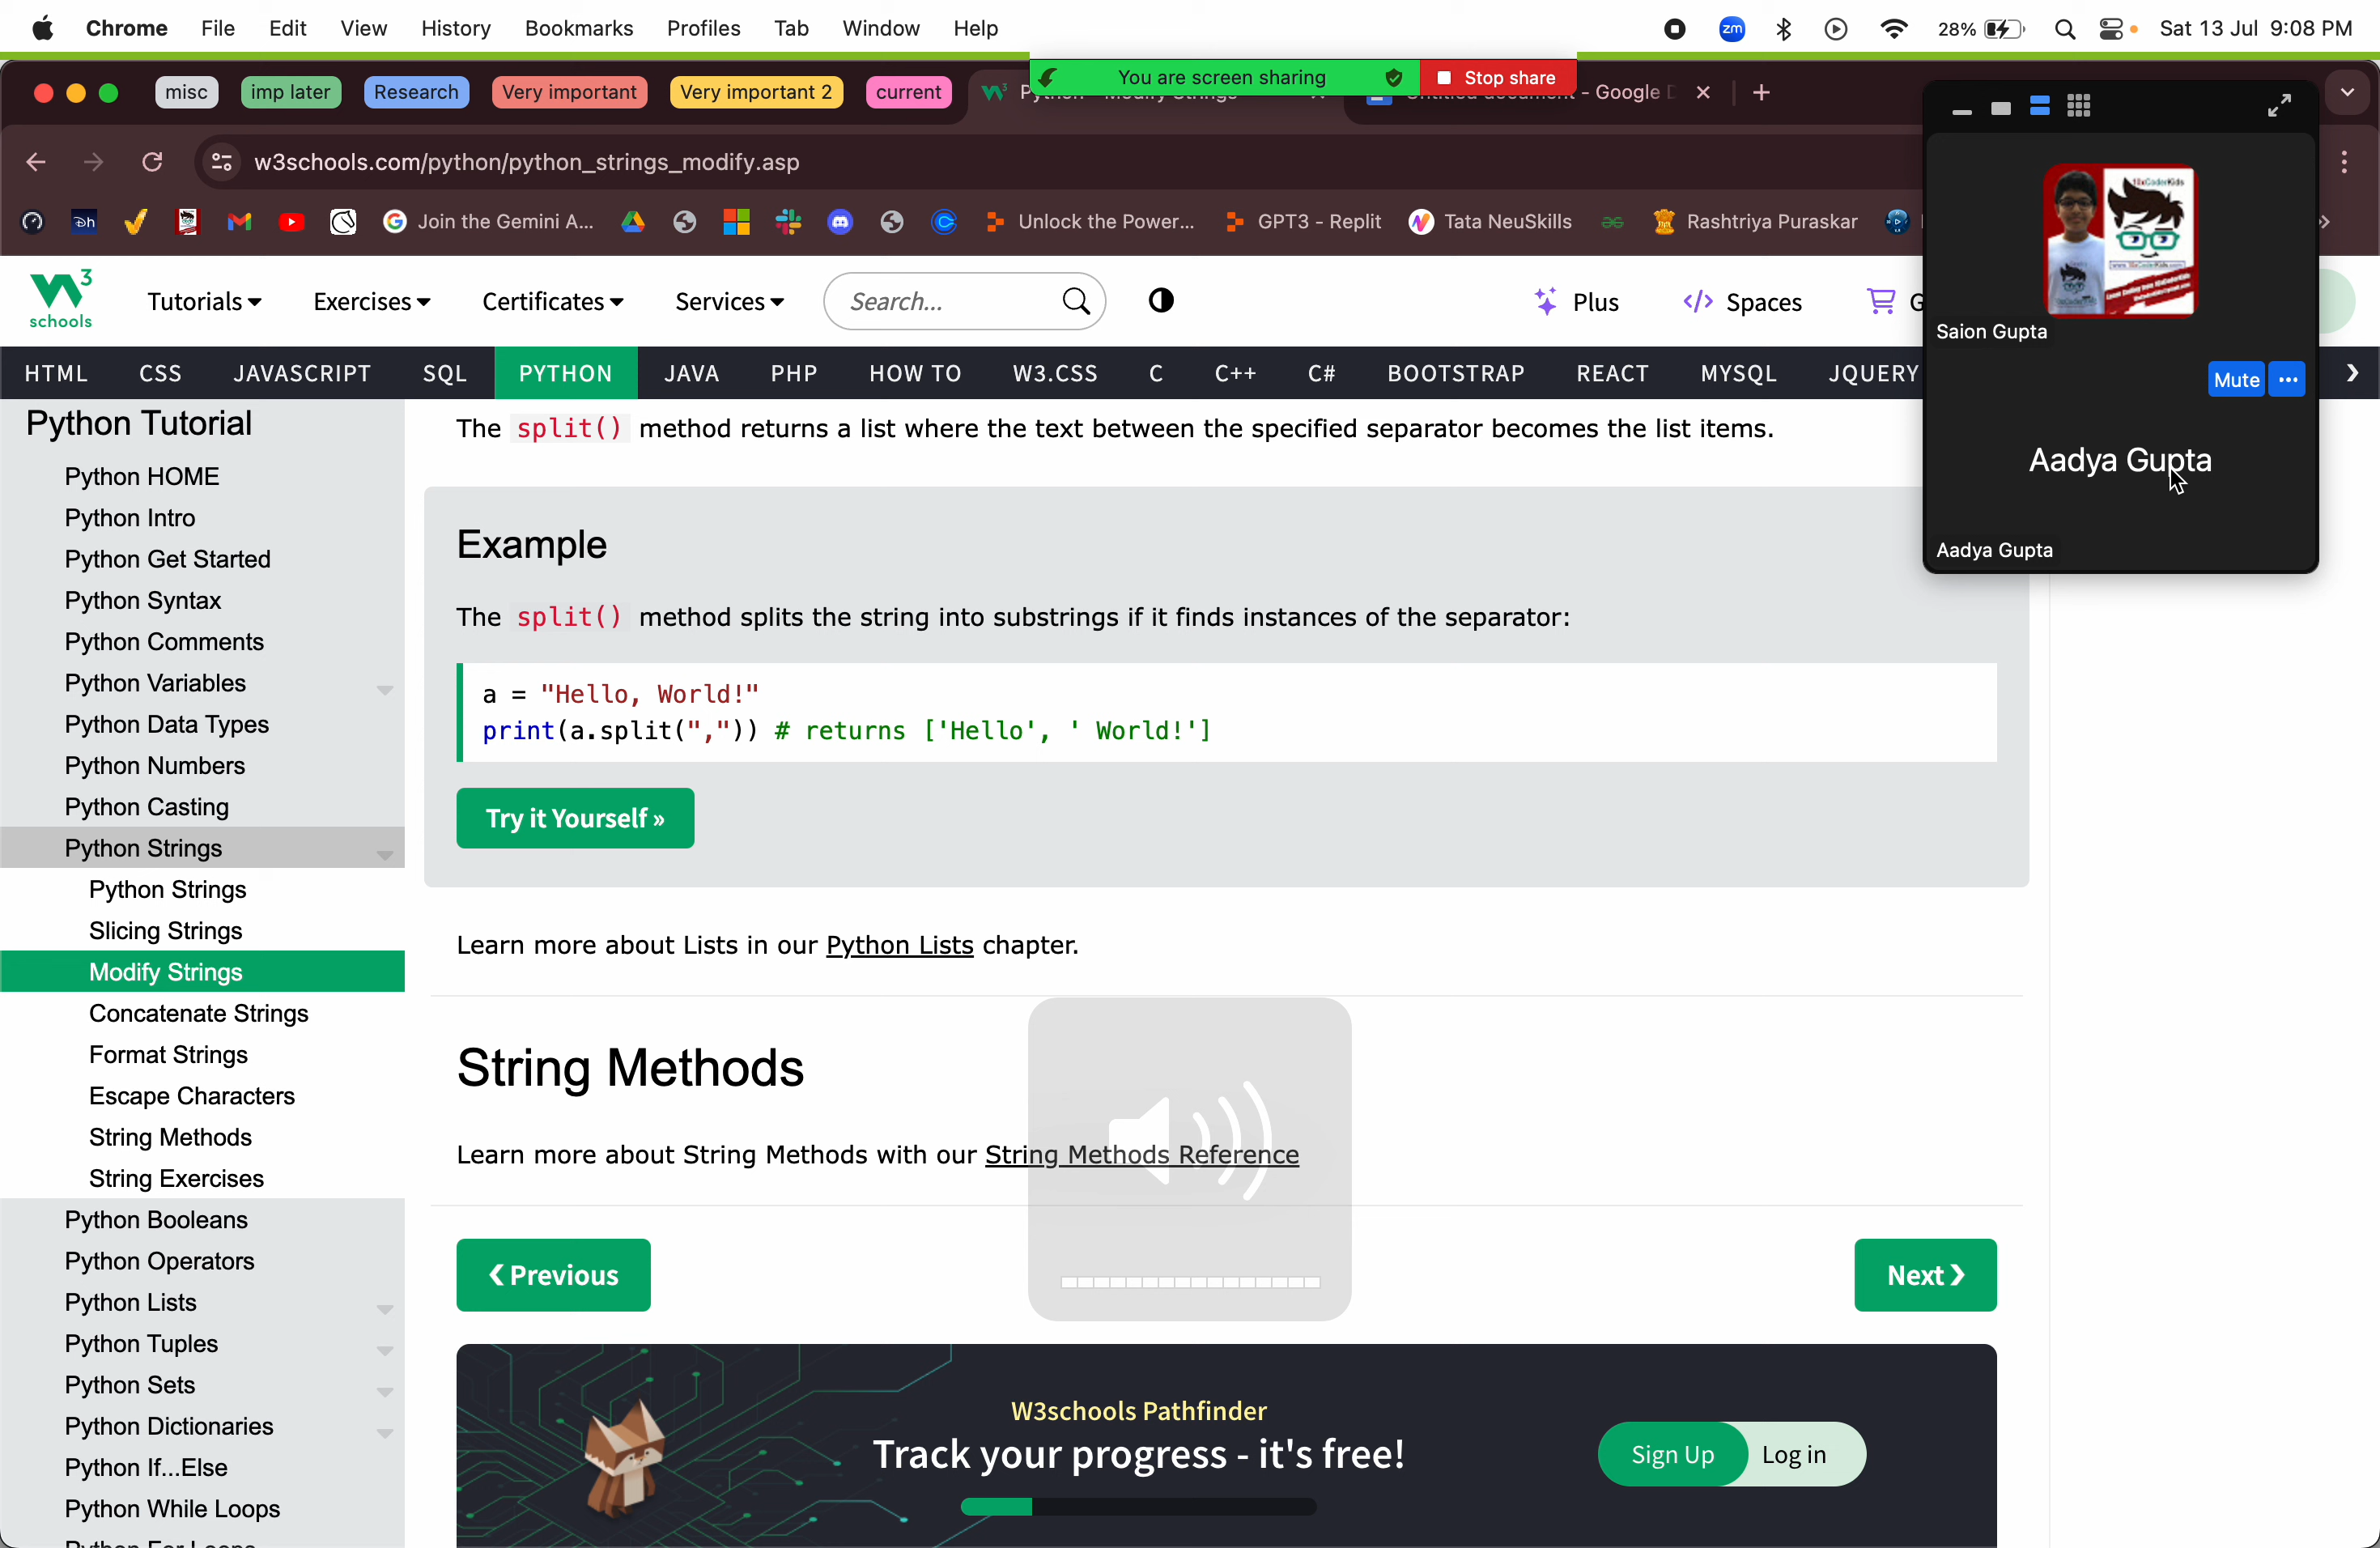 Chrome File Edit View History Bookmarks Profiles Tab Window Help
zm 28% Sat 13 Jul 9:08 PM
You are screen sharing Stop share
misc imp later Research Very important Very important 2 current - Google
w3schools.com/python/python_strings_modify.asp
Join the Gemini A... Unlock the Power... GPT3 - Replit Tata NeuSkills Rashtriya Puraskar
W3 schools
Tutorials Exercises Certificates Services Search... Plus Spaces
HTML CSS JAVASCRIPT SQL PYTHON JAVA PHP HOW TO W3.CSS C C++ C# BOOTSTRAP REACT MYSQL JQUERY
Saion Gupta
Mute ...
Aadya Gupta
Aadya Gupta
Python Tutorial
Python HOME
Python Intro
Python Get Started
Python Syntax
Python Comments
Python Variables
Python Data Types
Python Numbers
Python Casting
Python Strings
Python Strings
Slicing Strings
Modify Strings
Concatenate Strings
Format Strings
Escape Characters
String Methods
String Exercises
Python Booleans
Python Operators
Python Lists
Python Tuples
Python Sets
Python Dictionaries
Python If...Else
Python While Loops
The split() method returns a list where the text between the specified separator becomes the list items.
Example
The split() method splits the string into substrings if it finds instances of the separator:
a = "Hello, World!"
print(a.split(",")) # returns ['Hello', ' World!']
Try it Yourself »
Learn more about Lists in our Python Lists chapter.
String Methods
Learn more about String Methods with our String Methods Reference
❮ Previous
Next ❯
W3schools Pathfinder
Track your progress - it's free!
Sign Up Log in